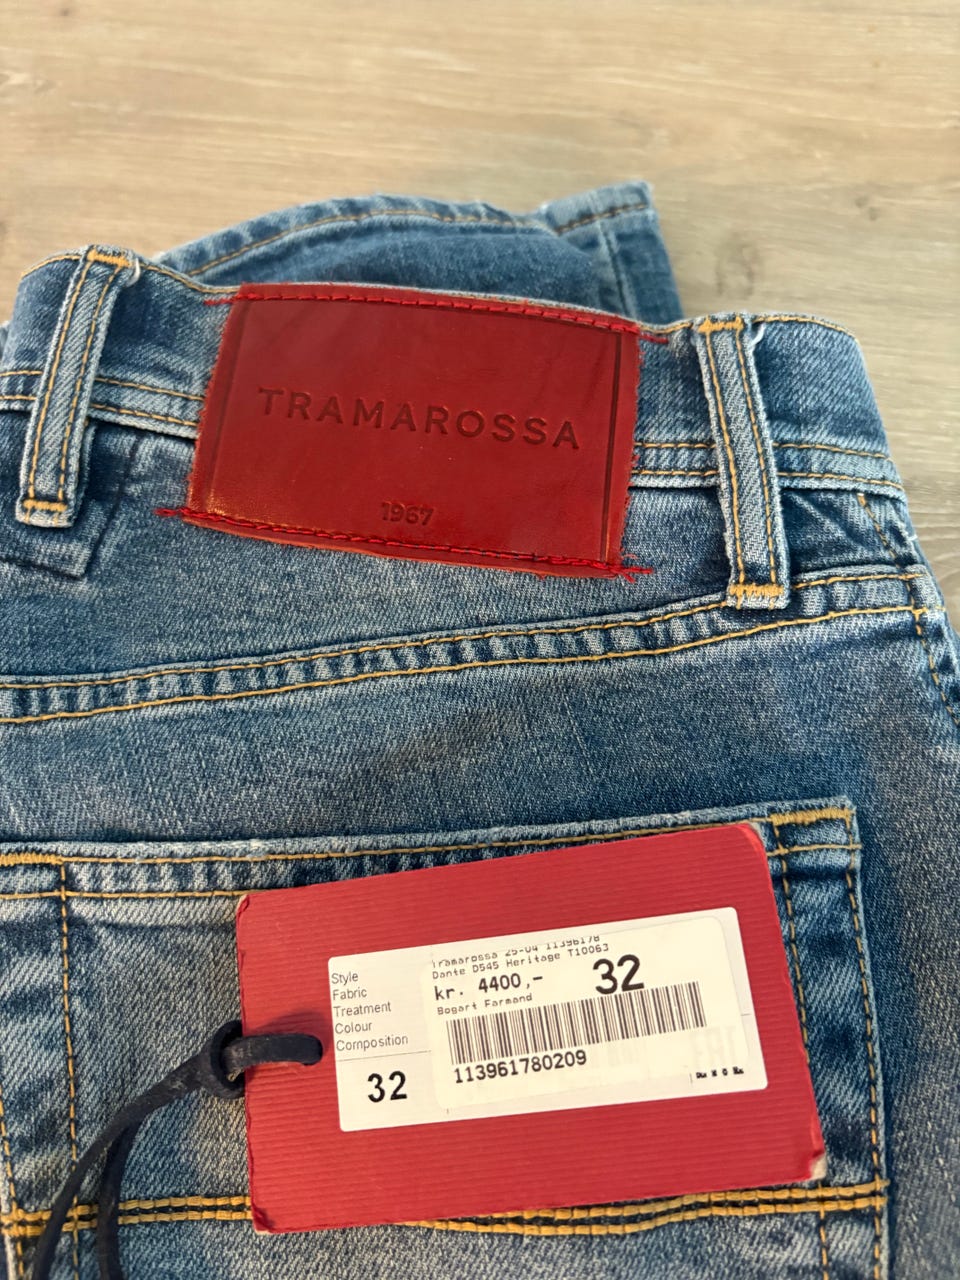 TRAMAROSSA
1967
Style
Fabric
Treatment
Colour
Composition
32
Tramarossa 25-04 11396178
Dante D545 Heritage T10063
kr. 4400,-
32
Bogart Farmand
113961780209